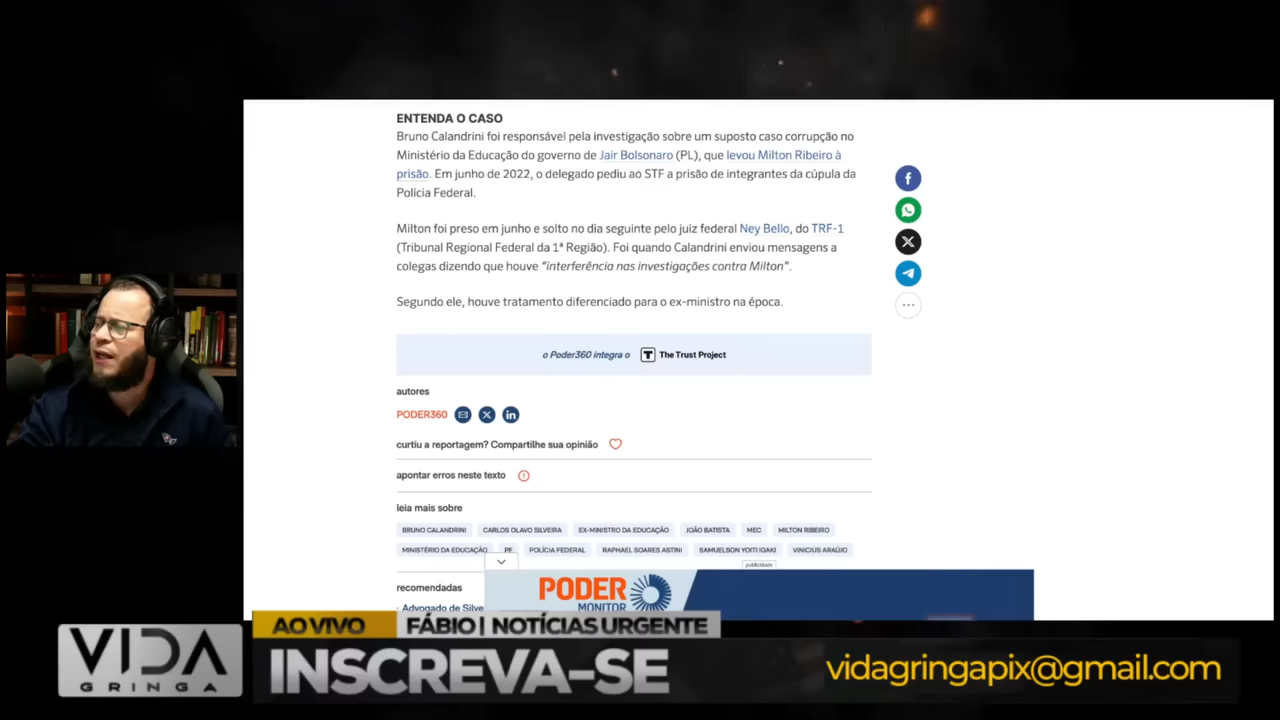 ENTENDA O CASO
Bruno Calandrini foi responsável pela investigação sobre um suposto caso corrupção no
Ministério da Educação do governo de Jair Bolsonaro (PL), que levou Milton Ribeiro à
prisão. Em junho de 2022, o delegado pediu ao STF a prisão de integrantes da cúpula da
Polícia Federal.
Milton foi preso em junho e solto no dia seguinte pelo juiz federal Ney Bello, do TRF-1
(Tribunal Regional Federal da 1ª Região). Foi quando Calandrini enviou mensagens a
colegas dizendo que houve "interferência nas investigações contra Milton".
Segundo ele, houve tratamento diferenciado para o ex-ministro na época.
o Poder360 integra o T The Trust Project
autores
PODER360
curtiu a reportagem? Compartilhe sua opinião
apontar erros neste texto
leia mais sobre
BRUNO CALANDRINI CARLOS OLAVO SILVEIRA EX-MINISTRO DA EDUCAÇÃO JOÃO BATISTA MEC MILTON RIBEIRO
MINISTÉRIO DA EDUCAÇÃO PF POLÍCIA FEDERAL RAPHAEL SOARES ASTINI SAMUELSON YOITI IGAKI VINICIUS ARAÚJO
publicidade
recomendadas
PODER
MONITOR
- Advogado de Silve
AO VIVO FÁBIO | NOTÍCIAS URGENTE
VIDA
GRINGA
INSCREVA-SE
vidagringapix@gmail.com